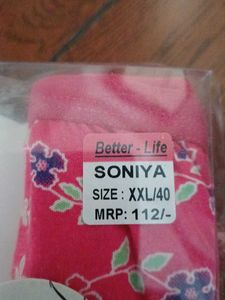 Better - Life
SONIYA
SIZE : XXL/40
MRP: 112/-